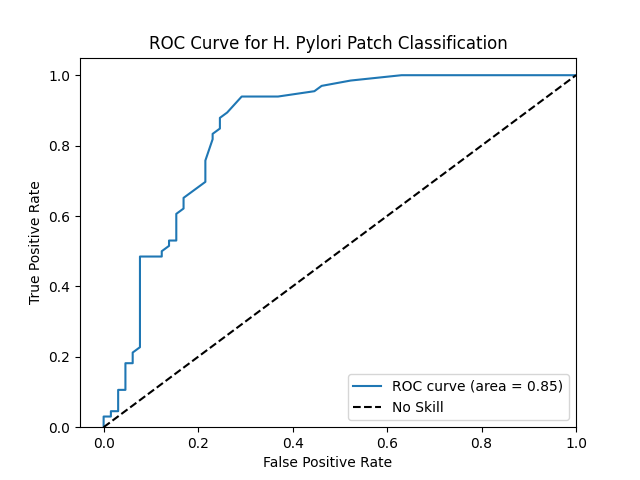 ROC Curve for H. Pylori Patch Classification
1.0
0.8
0.6
0.4
0.2
0.0
True Positive Rate
0.0 0.2 0.4 0.6 0.8 1.0
False Positive Rate
ROC curve (area = 0.85)
No Skill